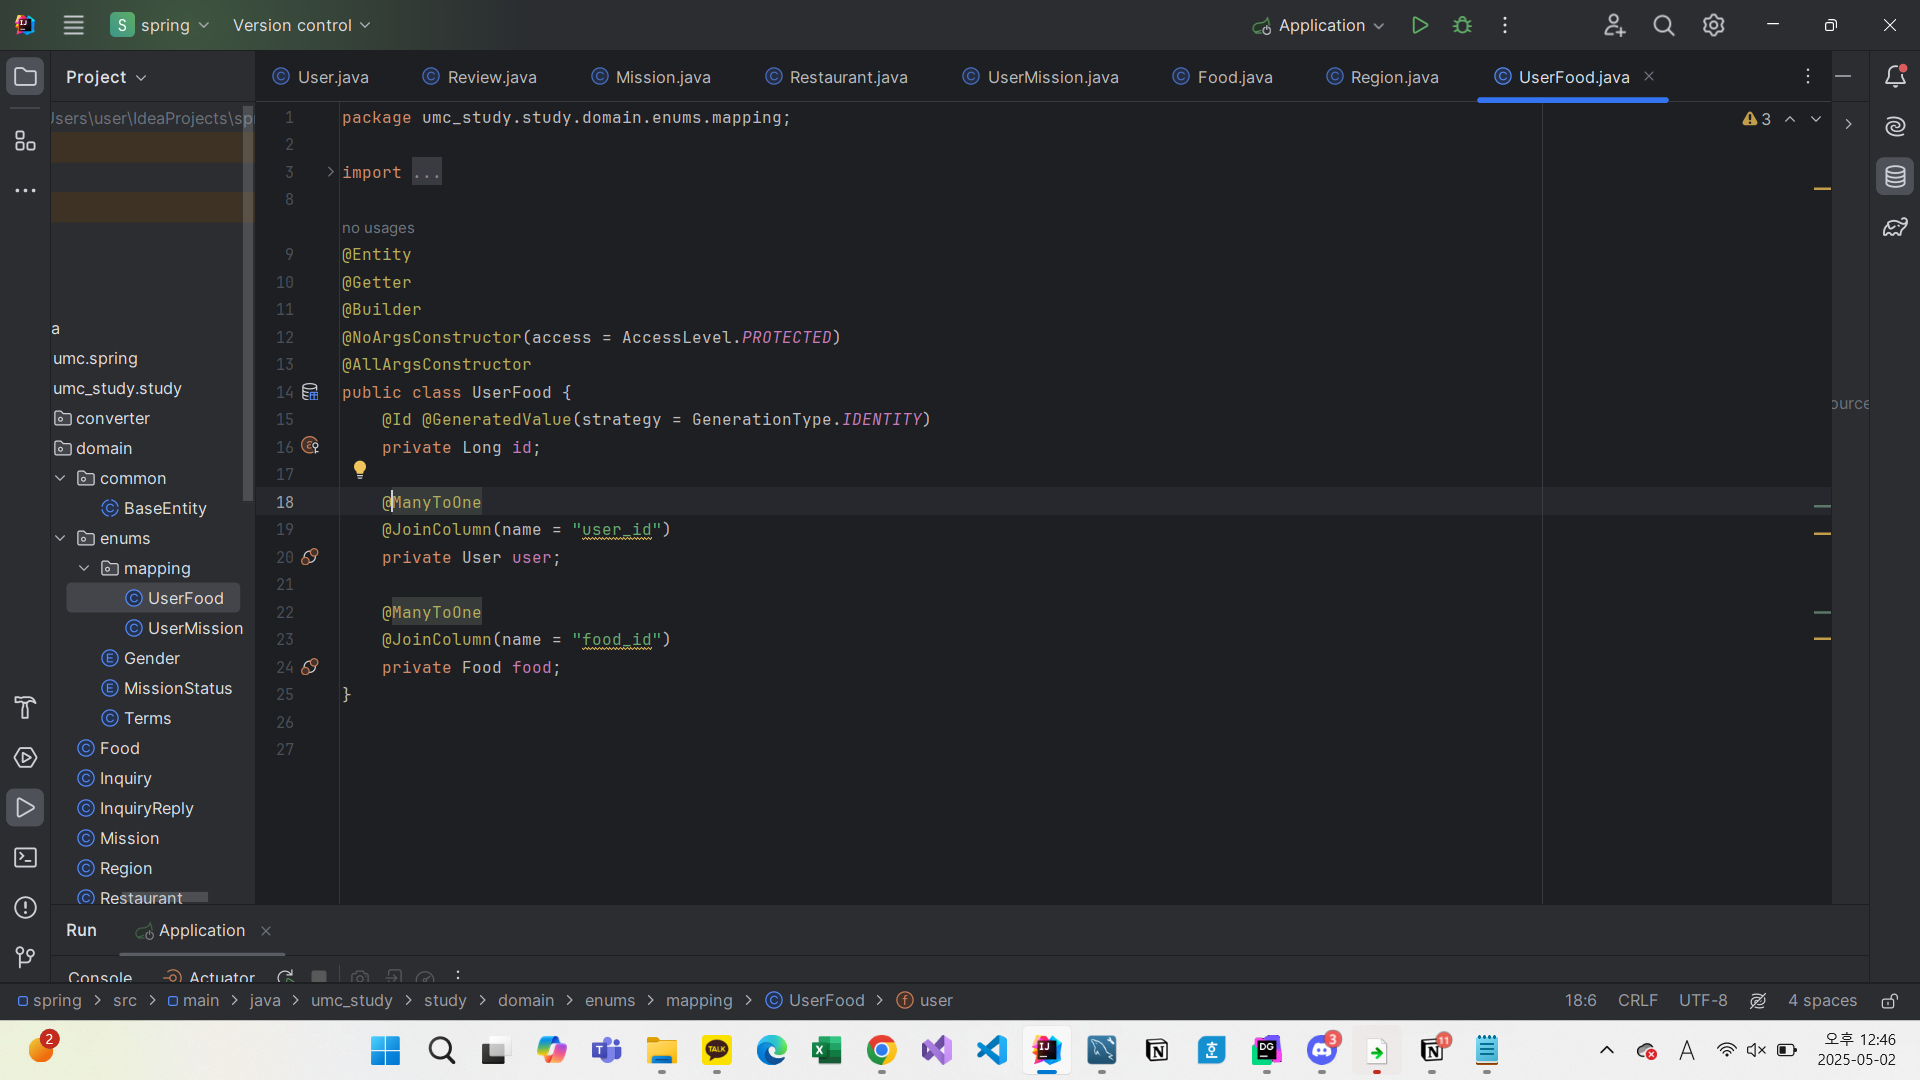 spring
Version control
Application
Project
User.java
Review.java
Mission.java
Restaurant.java
UserMission.java
Food.java
Region.java
UserFood.java
Users\user\IdeaProjects\sp
a
umc.spring
umc_study.study
converter
domain
common
BaseEntity
enums
mapping
UserFood
UserMission
Gender
MissionStatus
Terms
Food
Inquiry
InquiryReply
Mission
Region
Restaurant
3
1 package umc_study.study.domain.enums.mapping;
2
3 import ...
8
no usages
9 @Entity
10 @Getter
11 @Builder
12 @NoArgsConstructor(access = AccessLevel.PROTECTED)
13 @AllArgsConstructor
14 public class UserFood {
15 @Id @GeneratedValue(strategy = GenerationType.IDENTITY)
16 private Long id;
17
18 @ManyToOne
19 @JoinColumn(name = "user_id")
20 private User user;
21
22 @ManyToOne
23 @JoinColumn(name = "food_id")
24 private Food food;
25 }
26
27
ource
Run
Application
Console
Actuator
spring > src > main > java > umc_study > study > domain > enums > mapping > UserFood > user
18:6 CRLF UTF-8 4 spaces
2
TALK
DG
3
11
A
오후 12:46
2025-05-02